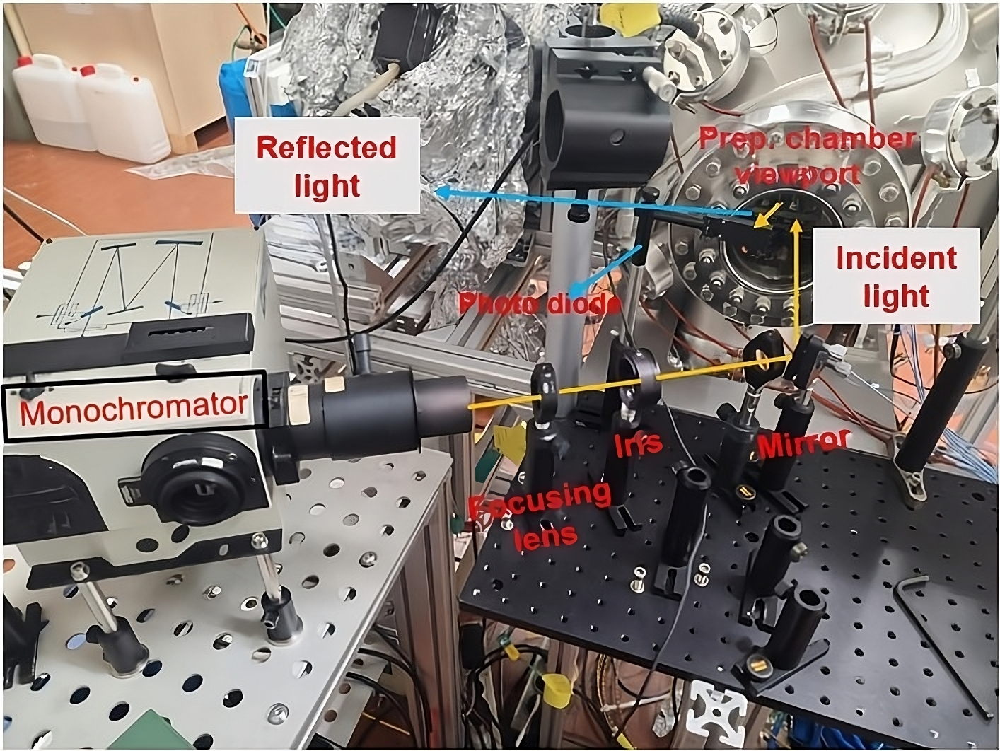 Reflected
light
Prep. chamber
viewport
Incident
light
Photo diode
Monochromator
Iris
Mirror
Focusing
lens